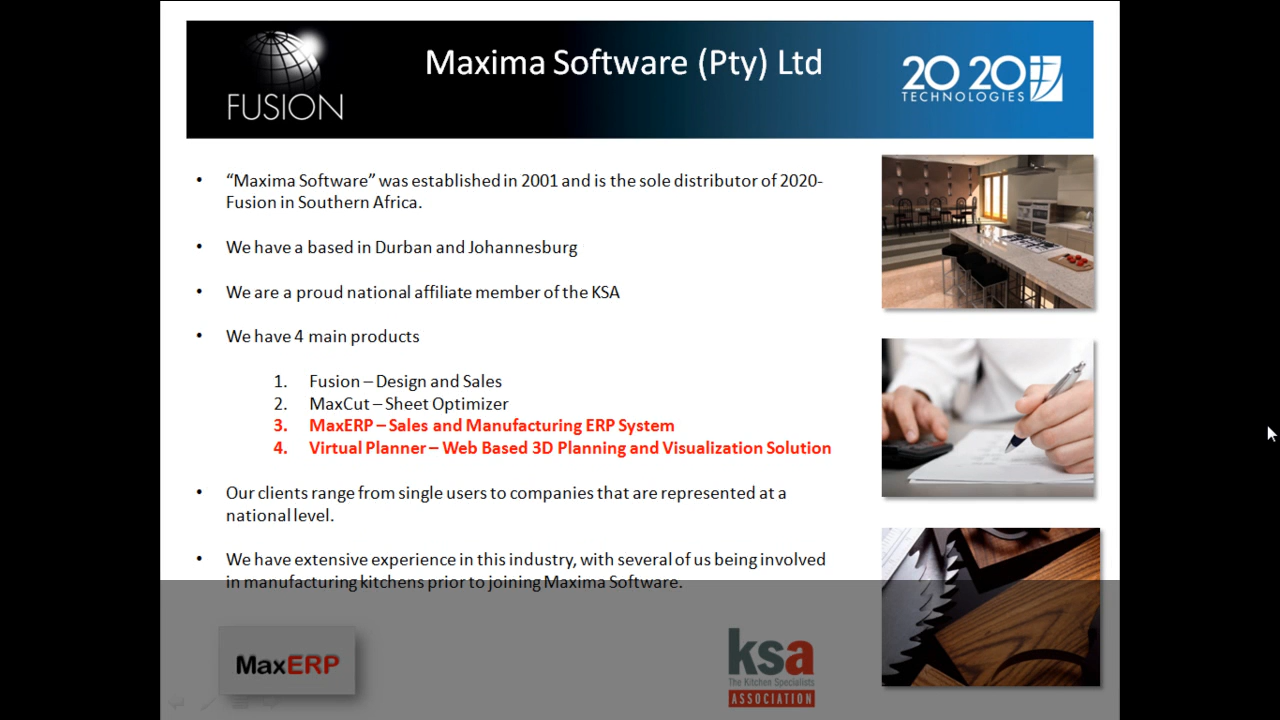 Maxima Software (Pty) Ltd
FUSION
20 20
TECHNOLOGIES
• “Maxima Software” was established in 2001 and is the sole distributor of 2020-
Fusion in Southern Africa.
• We have a based in Durban and Johannesburg
• We are a proud national affiliate member of the KSA
• We have 4 main products
1. Fusion – Design and Sales
2. MaxCut – Sheet Optimizer
3. MaxERP – Sales and Manufacturing ERP System
4. Virtual Planner – Web Based 3D Planning and Visualization Solution
• Our clients range from single users to companies that are represented at a
national level.
• We have extensive experience in this industry, with several of us being involved
in manufacturing kitchens prior to joining Maxima Software.
MaxERP
ksa
The Kitchen Specialists
ASSOCIATION